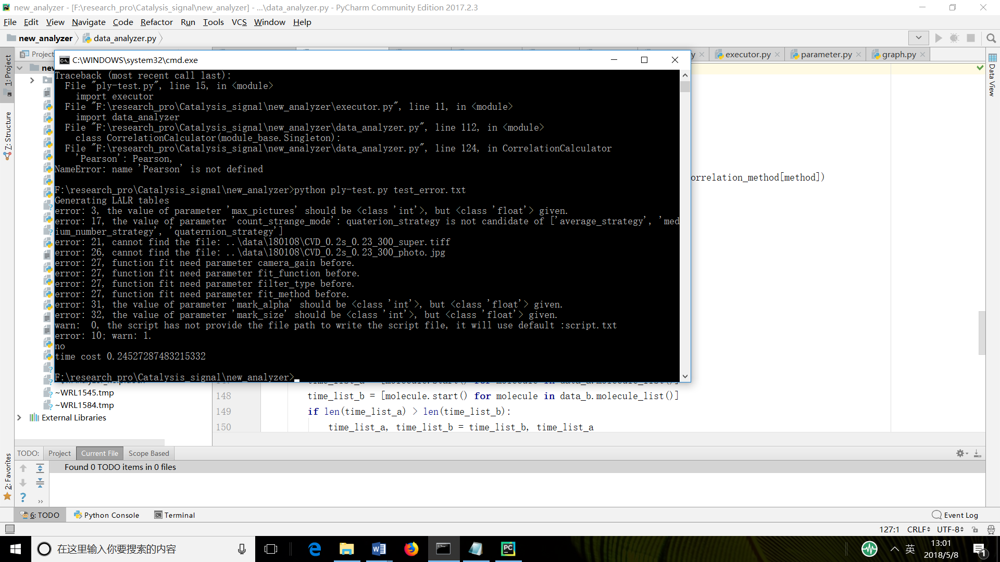 new_analyzer - [F:\research_pro\Catalysis_signal\new_analyzer] - ...\data_analyzer.py - PyCharm Community Edition 2017.2.3
File Edit View Navigate Code Refactor Run Tools VCS Window Help
new_analyzer data_analyzer.py
Project
executor.py parameter.py graph.py
C:\WINDOWS\system32\cmd.exe
Traceback (most recent call last):
File "ply-test.py", line 15, in <module>
import executor
File "F:\research_pro\Catalysis_signal\new_analyzer\executor.py", line 11, in <module>
import data_analyzer
File "F:\research_pro\Catalysis_signal\new_analyzer\data_analyzer.py", line 112, in <module>
class CorrelationCalculator(module_base.Singleton):
File "F:\research_pro\Catalysis_signal\new_analyzer\data_analyzer.py", line 124, in CorrelationCalculator
'Pearson': Pearson,
NameError: name 'Pearson' is not defined
F:\research_pro\Catalysis_signal\new_analyzer>python ply-test.py test_error.txt
Generating LALR tables
error: 3, the value of parameter 'max_pictures' should be <class 'int'>, but <class 'float'> given.
error: 17, the value of parameter 'count_strange_mode': quaterion_strategy is not candidate of ['average_strategy', 'med
ium_number_strategy', 'quaternion_strategy']
error: 21, cannot find the file: ..\data\180108\CVD_0.2s_0.23_300_super.tiff
error: 26, cannot find the file: ..\data\180108\CVD_0.2s_0.23_300_photo.jpg
error: 27, function fit need parameter camera_gain before.
error: 27, function fit need parameter fit_function before.
error: 27, function fit need parameter filter_type before.
error: 27, function fit need parameter fit_method before.
error: 31, the value of parameter 'mark_alpha' should be <class 'int'>, but <class 'float'> given.
error: 32, the value of parameter 'mark_size' should be <class 'int'>, but <class 'float'> given.
warn: 0, the script has not provide the file path to write the script file, it will use default :script.txt
error: 10; warn: 1.
no
time cost 0.24527287483215332
F:\research_pro\Catalysis_signal\new_analyzer>
orrelation_method[method])
1: Project
7: Structure
2: Favorites
Data View
~WRL1545.tmp
~WRL1584.tmp
External Libraries
148 time_list_b = [molecule.start() for molecule in data_b.molecule_list()]
149 if len(time_list_a) > len(time_list_b):
150 time_list_a, time_list_b = time_list_b, time_list_a
TODO: Project Current File Scope Based
Found 0 TODO items in 0 files
6: TODO Python Console Terminal Event Log
127:1 CRLF UTF-8
在这里输入你要搜索的内容
英
13:01
2018/5/8
1